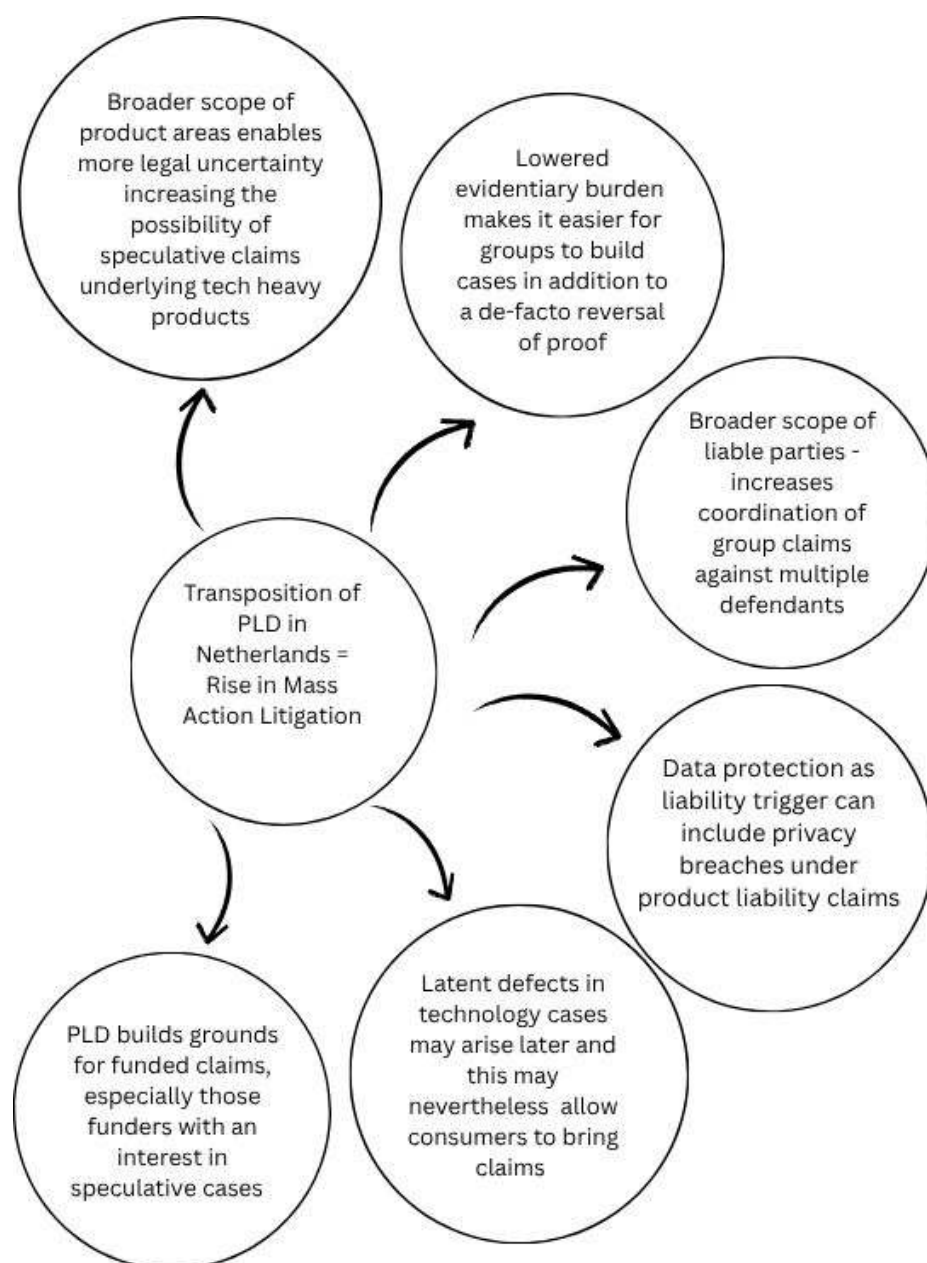 Broader scope of
product areas enables
more legal uncertainty
increasing the
possibility of
speculative claims
underlying tech heavy
products
Lowered
evidentiary burden
makes it easier for
groups to build
cases in addition to
a de-facto reversal
of proof
Broader scope of
liable parties -
increases
coordination of
group claims
against multiple
defendants
Transposition of
PLD in
Netherlands =
Rise in Mass
Action Litigation
Data protection as
liability trigger can
include privacy
breaches under
product liability claims
Latent defects in
technology cases
may arise later and
this may
nevertheless allow
consumers to bring
claims
PLD builds grounds
for funded claims,
especially those
funders with an
interest in
speculative cases